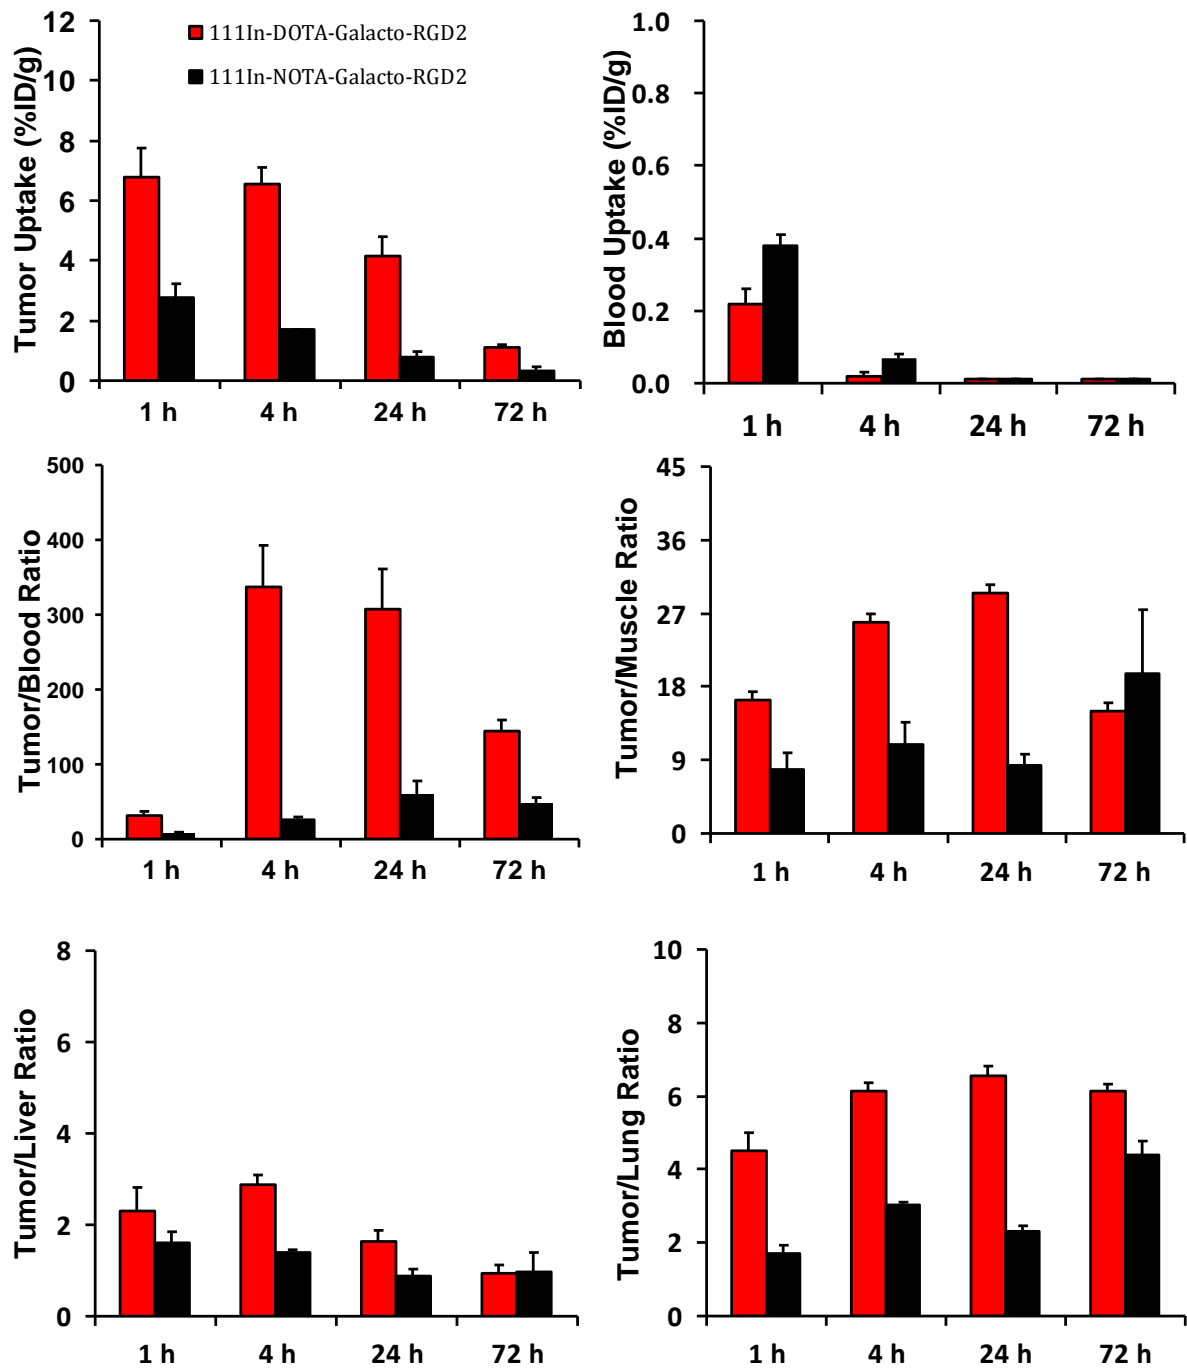 12
10
8
6
4
2
0
Tumor Uptake (%ID/g)
111In-DOTA-Galacto-RGD2
111In-NOTA-Galacto-RGD2
1 h 4 h 24 h 72 h
1.0
0.8
0.6
0.4
0.2
0.0
Blood Uptake (%ID/g)
1 h 4 h 24 h 72 h
500
400
300
200
100
0
Tumor/Blood Ratio
1 h 4 h 24 h 72 h
45
36
27
18
9
0
Tumor/Muscle Ratio
1 h 4 h 24 h 72 h
8
6
4
2
0
Tumor/Liver Ratio
1 h 4 h 24 h 72 h
10
8
6
4
2
0
Tumor/Lung Ratio
1 h 4 h 24 h 72 h